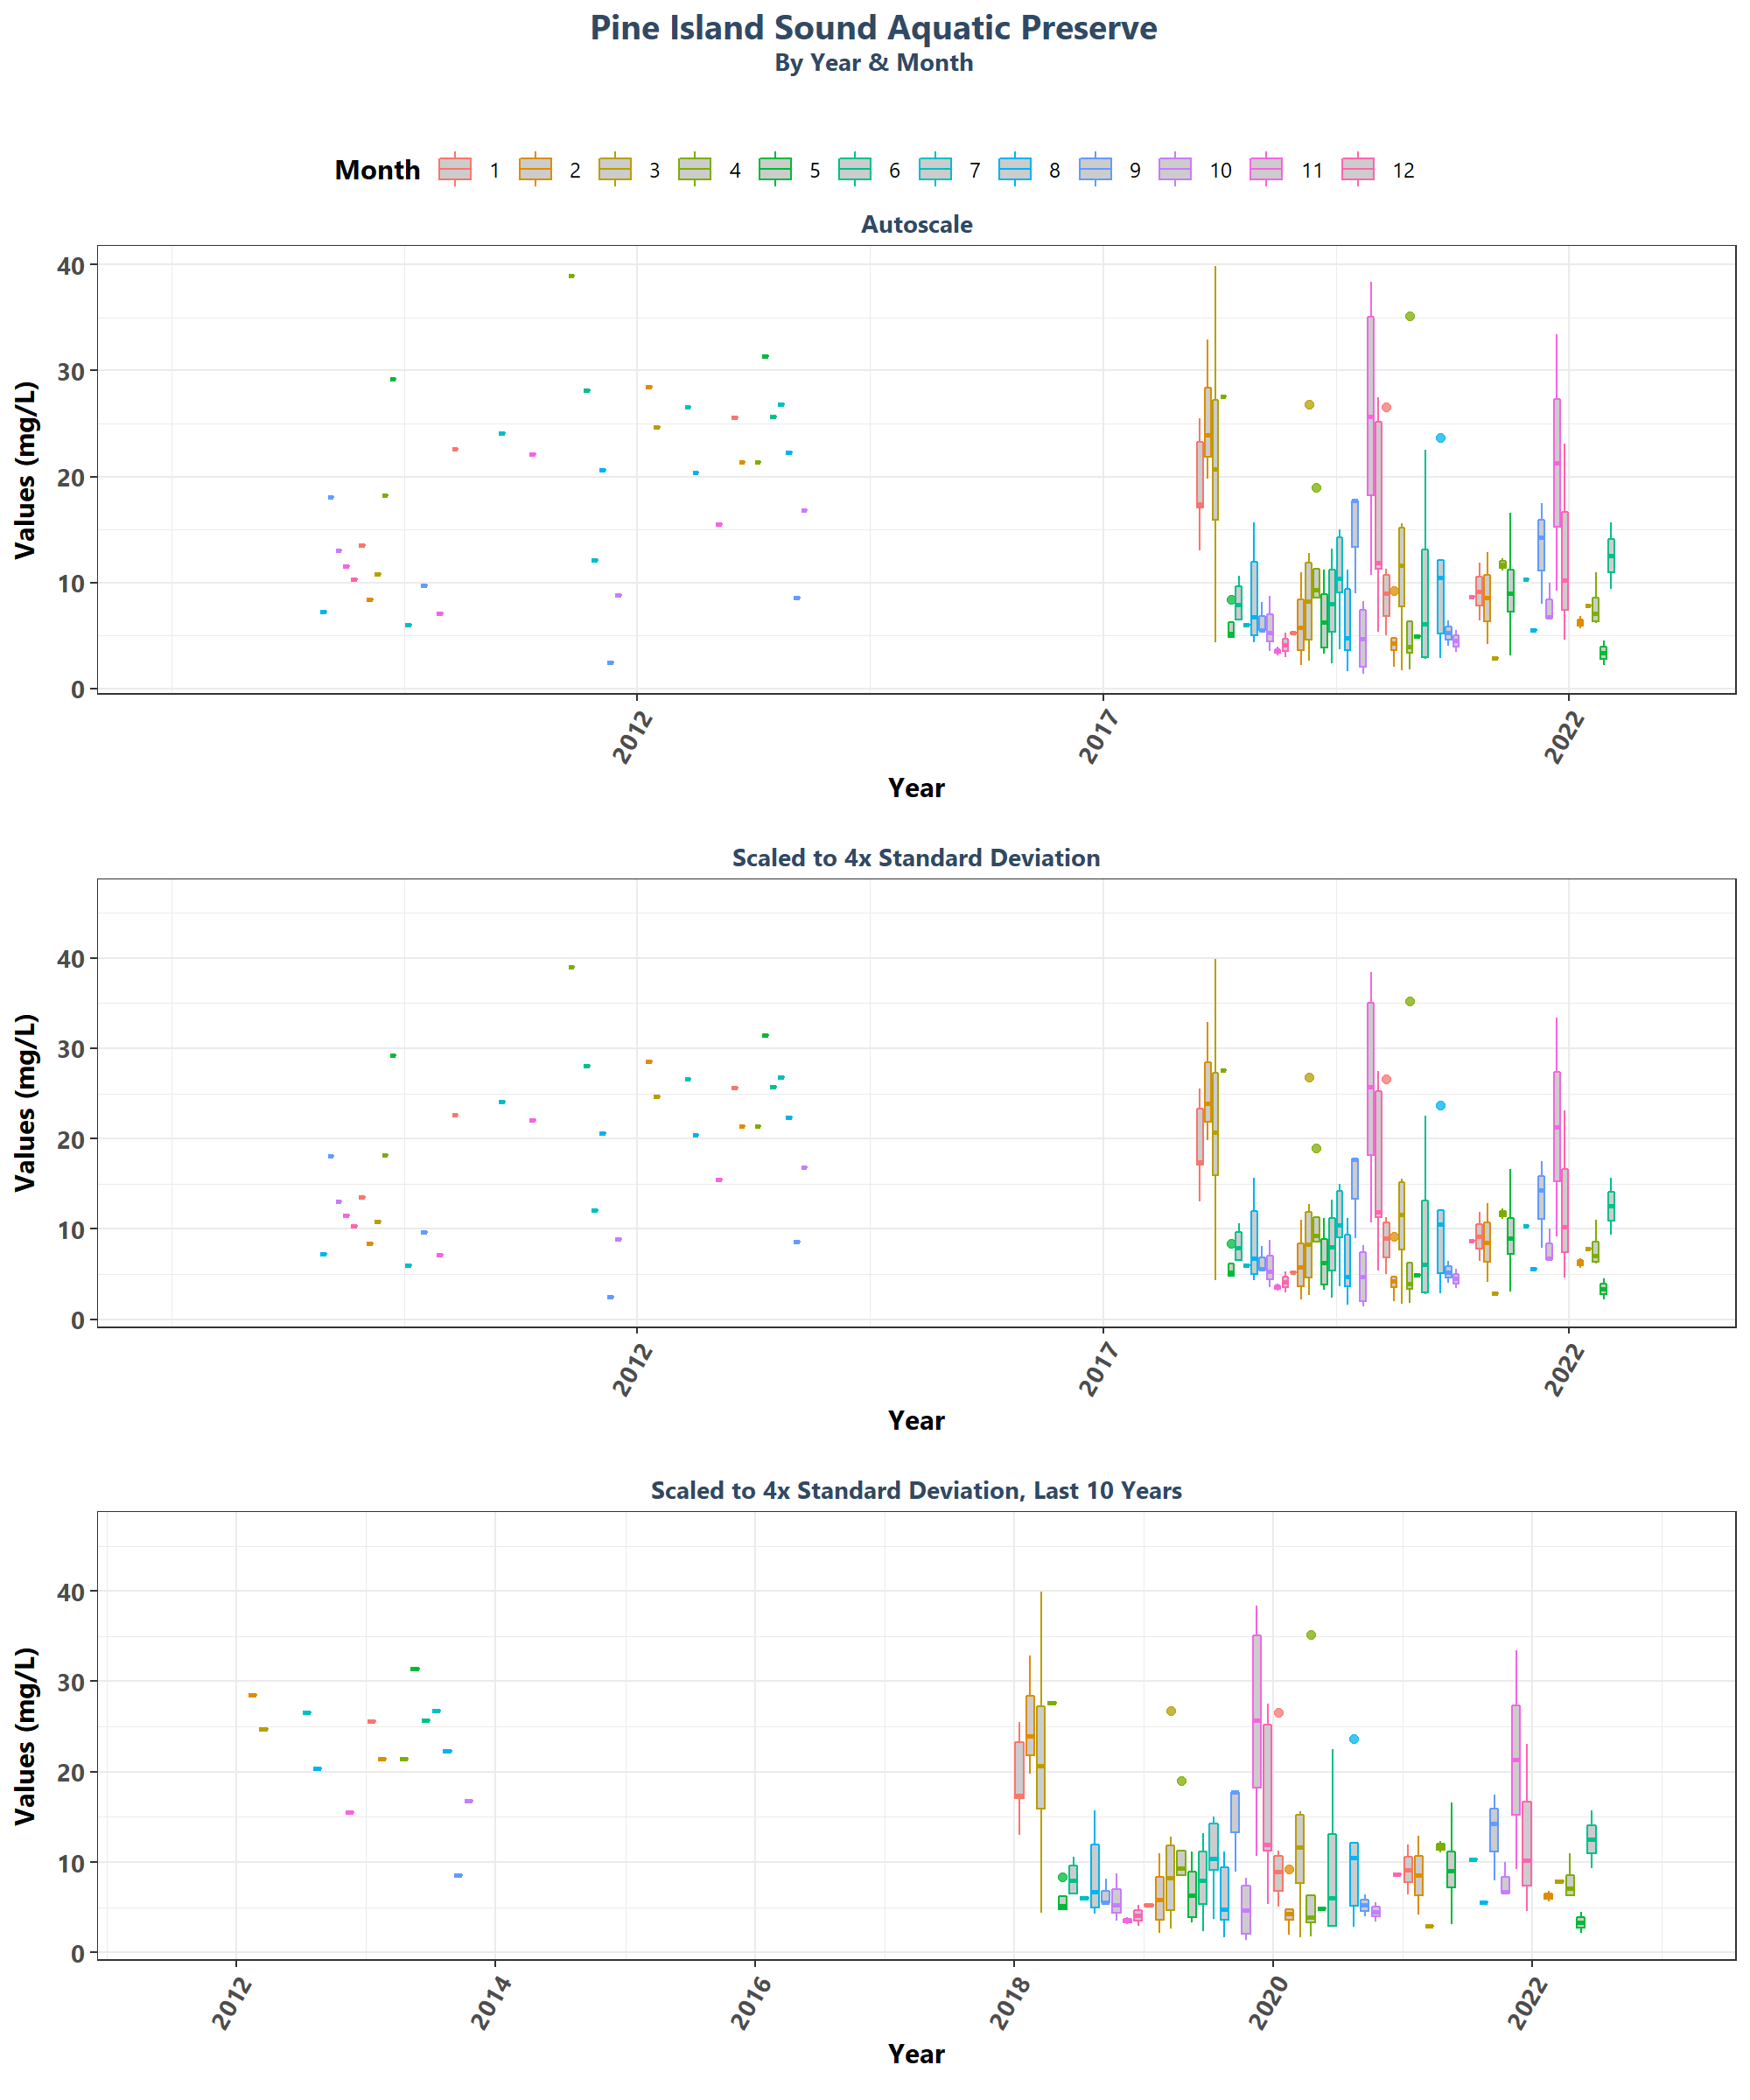 Pine Island Sound Aquatic Preserve
By Year & Month
Month 1 2 3 4 5 6 7 8 9 10 11 12
Autoscale
Values (mg/L)
40
30
20
10
0
2012 2017 2022
Year
Scaled to 4x Standard Deviation
Values (mg/L)
40
30
20
10
0
2012 2017 2022
Year
Scaled to 4x Standard Deviation, Last 10 Years
Values (mg/L)
40
30
20
10
0
2012 2014 2016 2018 2020 2022
Year